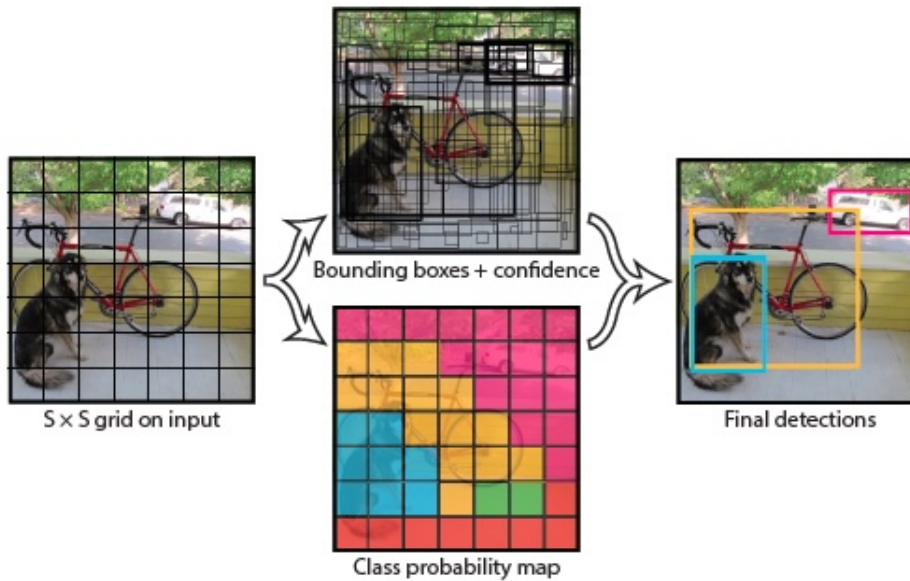 Bounding boxes + confidence
S × S grid on input
Final detections
Class probability map